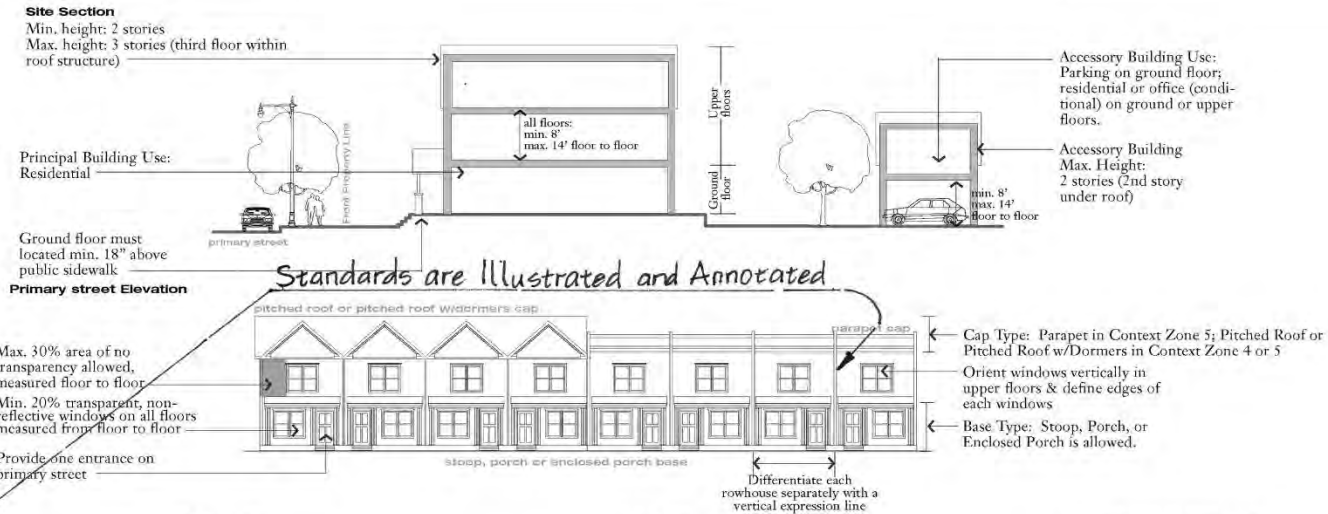 Site Section
Min. height: 2 stories
Max. height: 3 stories (third floor within
roof structure)
Principal Building Use:
Residential
Ground floor must
located min. 18" above
public sidewalk
Front Property Line
primary street
all floors:
min. 8'
max. 14' floor to floor
Upper
floors
Ground
floor
min. 8'
max. 14'
floor to floor
Accessory Building Use:
Parking on ground floor;
residential or office (condi-
tional) on ground or upper
floors.
Accessory Building
Max. Height:
2 stories (2nd story
under roof)
Standards are Illustrated and Annotated
Primary street Elevation
pitched roof or pitched roof w/dormers cap
parapet cap
Max. 30% area of no
transparency allowed,
measured floor to floor
Min. 20% transparent, non-
reflective windows on all floors
measured from floor to floor
Provide one entrance on
primary street
stoop, porch or enclosed porch base
Differentiate each
rowhouse separately with a
vertical expression line
Cap Type: Parapet in Context Zone 5; Pitched Roof or
Pitched Roof w/Dormers in Context Zone 4 or 5
Orient windows vertically in
upper floors & define edges of
each windows
Base Type: Stoop, Porch, or
Enclosed Porch is allowed.